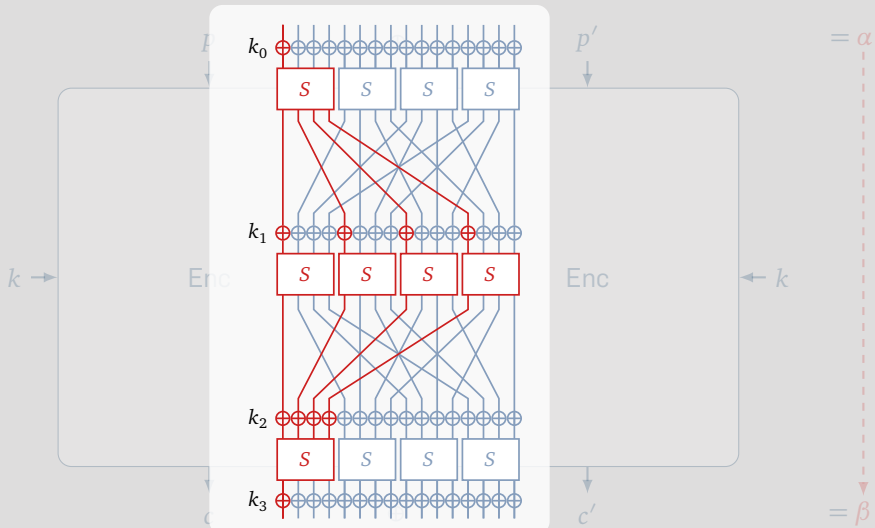 p p′ = α
k₀
S S S S
k₁
k Enc S S S S Enc k
k₂
S S S S
k₃
c c′ = β